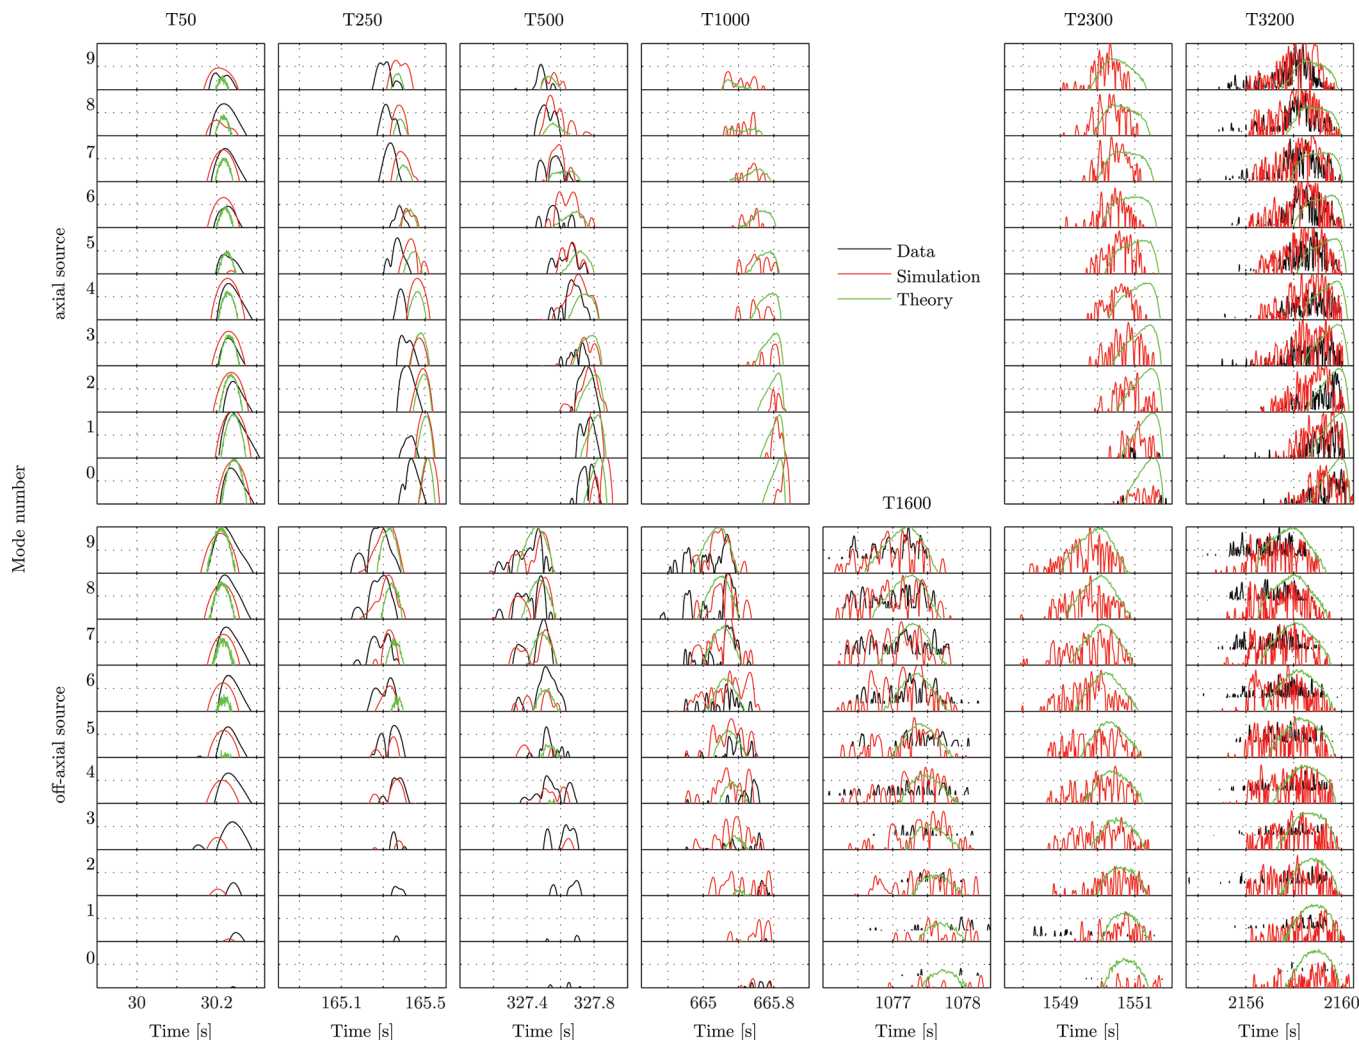 T50 T250 T500 T1000 T2300 T3200
9
8
7
6
5
4
3
2
1
0
axial source
Data
Simulation
Theory
Mode number
T1600
9
8
7
6
5
4
3
2
1
0
off-axial source
30 30.2 165.1 165.5 327.4 327.8 665 665.8 1077 1078 1549 1551 2156 2160
Time [s] Time [s] Time [s] Time [s] Time [s] Time [s] Time [s]